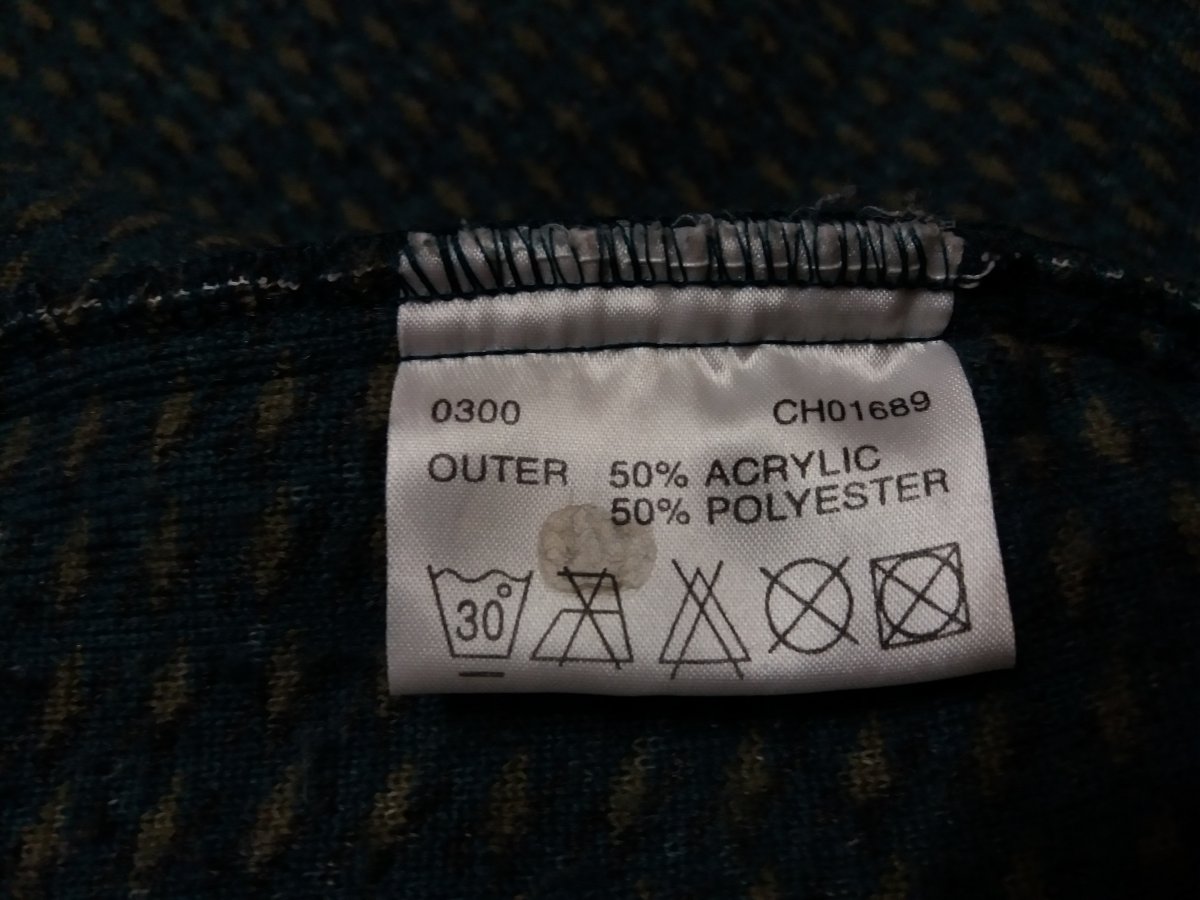 0300 CH01689
OUTER 50% ACRYLIC
50% POLYESTER
30°